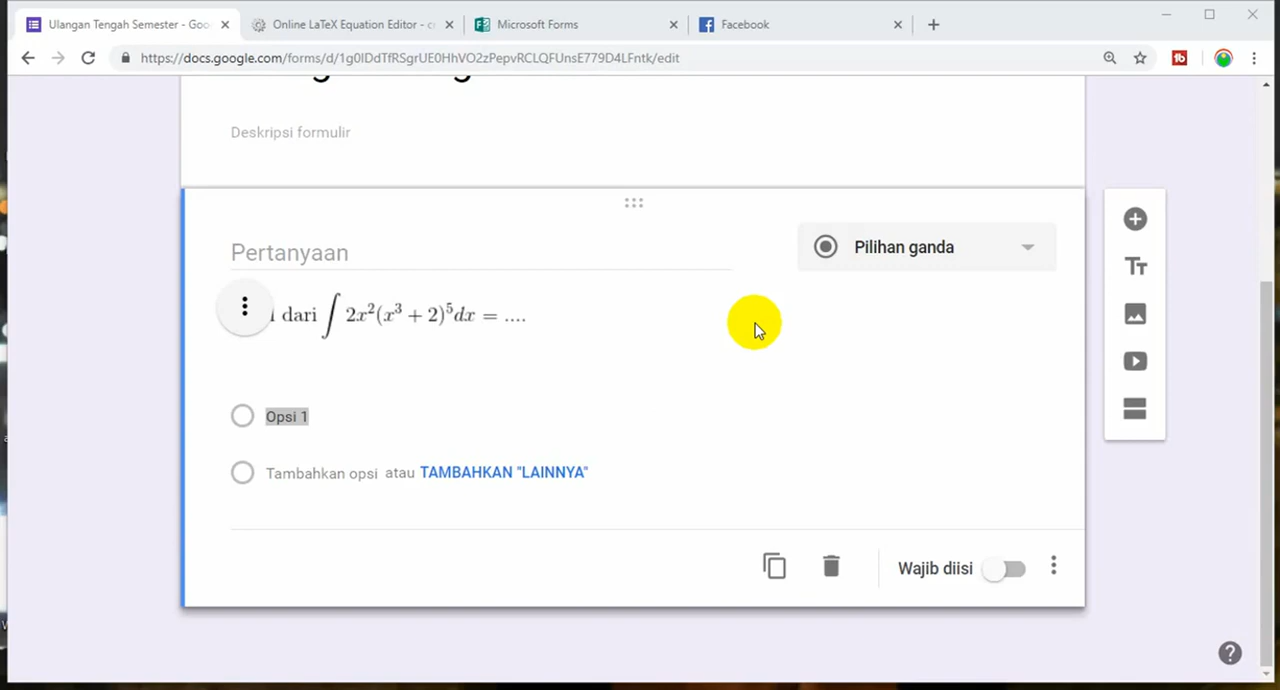 Ulangan Tengah Semester - Goo
Online LaTeX Equation Editor - c
Microsoft Forms
Facebook
https://docs.google.com/forms/d/1g0IDdTfRSgrUE0HhVO2zPepvRCLQFUnsE779D4LFntk/edit
Deskripsi formulir
Pertanyaan
Pilihan ganda
dari ∫ 2x²(x³ + 2)⁵dx = ....
Opsi 1
Tambahkan opsi atau TAMBAHKAN "LAINNYA"
Wajib diisi